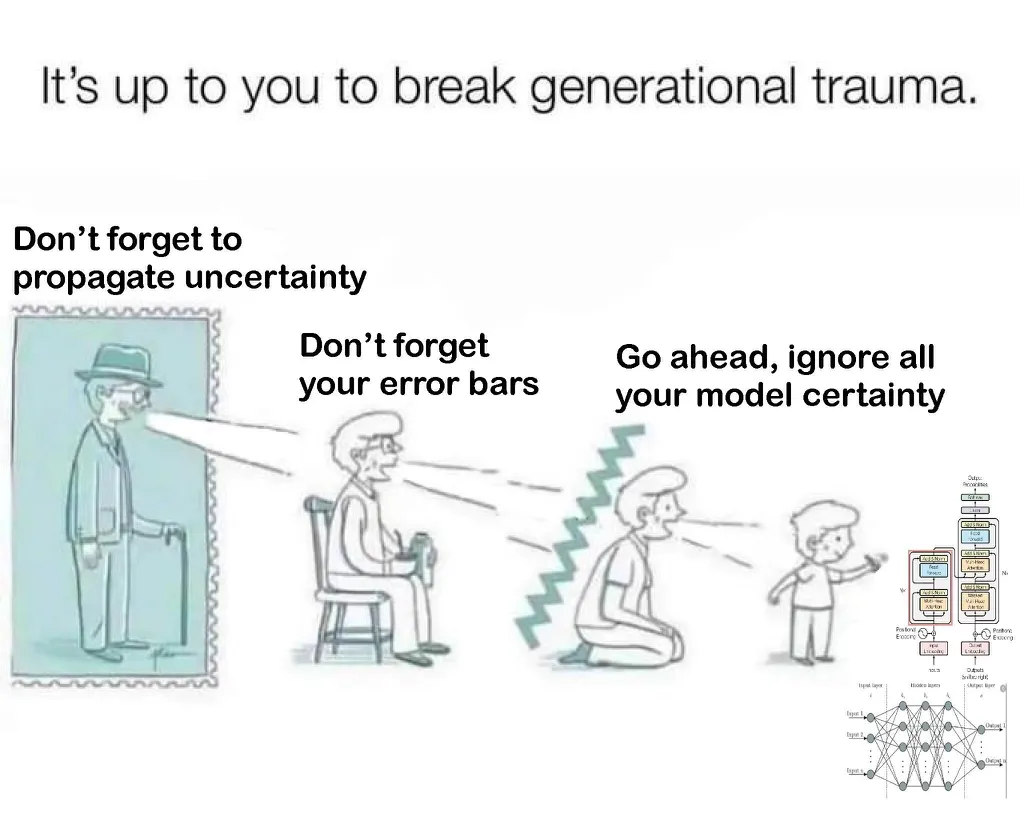 It's up to you to break generational trauma.
Don't forget to
propagate uncertainty
Don't forget
your error bars
Go ahead, ignore all
your model certainty
Output
Probabilities
Softmax
Linear
Add & Norm
Feed
Forward
Add & Norm
Multi-Head
Attention
Add & Norm
Masked
Multi-Head
Attention
Add & Norm
Feed
Forward
Add & Norm
Multi-Head
Attention
N×
N×
Positional
Encoding
Positional
Encoding
Input
Embedding
Output
Embedding
Inputs
Outputs
(shifted right)
Input layer
Hidden layers
Output layer
Input 1
Input 2
Input n
Output 1
Output n